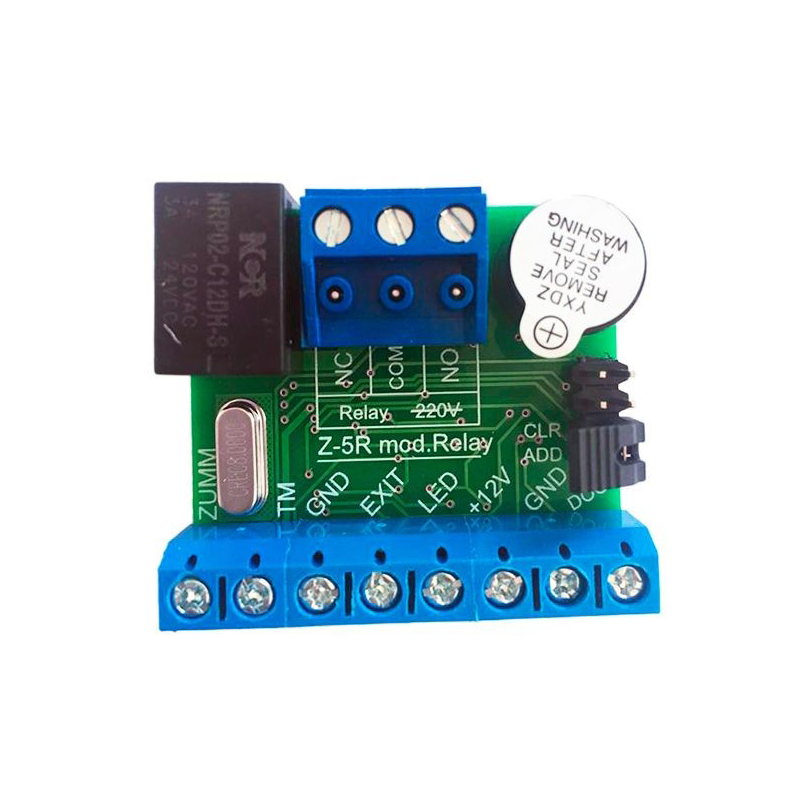 NCR
NRP02-C12DH-S
3A 120VAC
3A 24VDC
YXDZ
REMOVE
SEAL
AFTER
WASHING
NC
COM
NO
Relay 220V
Z-5R mod.Relay
CLR
ADD
ZUMM
TM
GND
EXIT
LED
+12V
GND